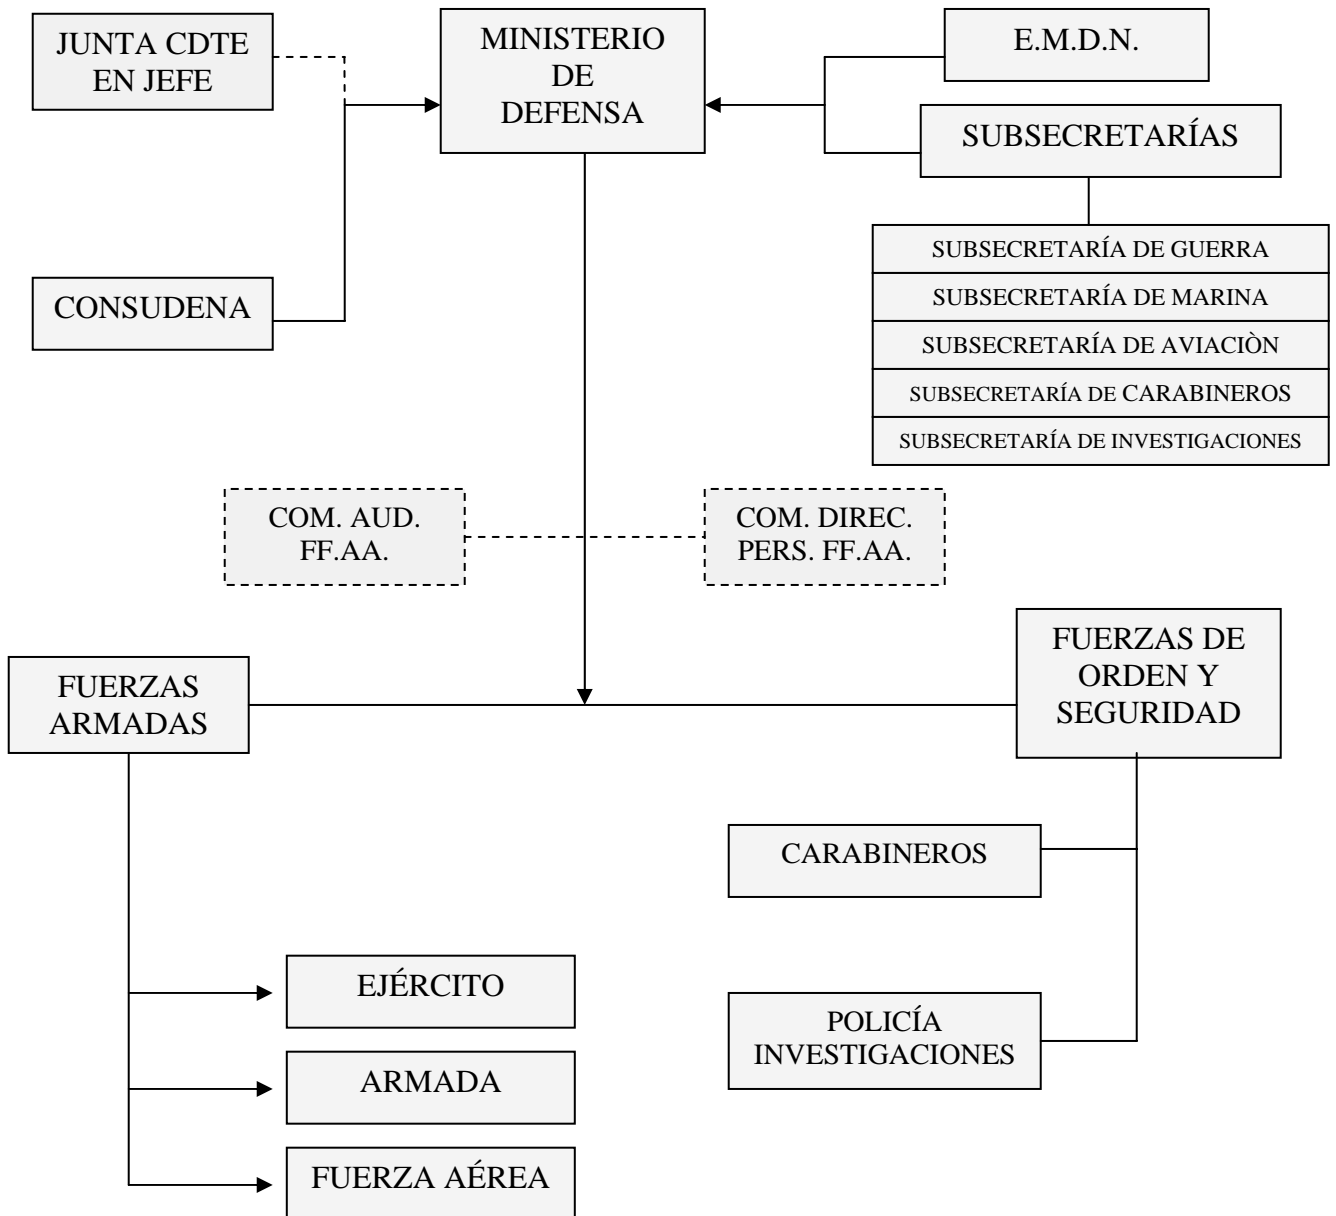 JUNTA CDTE
EN JEFE
MINISTERIO
DE
DEFENSA
E.M.D.N.
SUBSECRETARÍAS
CONSUDENA
SUBSECRETARÍA DE GUERRA
SUBSECRETARÍA DE MARINA
SUBSECRETARÍA DE AVIACIÒN
SUBSECRETARÍA DE CARABINEROS
SUBSECRETARÍA DE INVESTIGACIONES
COM. AUD.
FF.AA.
COM. DIREC.
PERS. FF.AA.
FUERZAS
ARMADAS
FUERZAS DE
ORDEN Y
SEGURIDAD
CARABINEROS
POLICÍA
INVESTIGACIONES
EJÉRCITO
ARMADA
FUERZA AÉREA